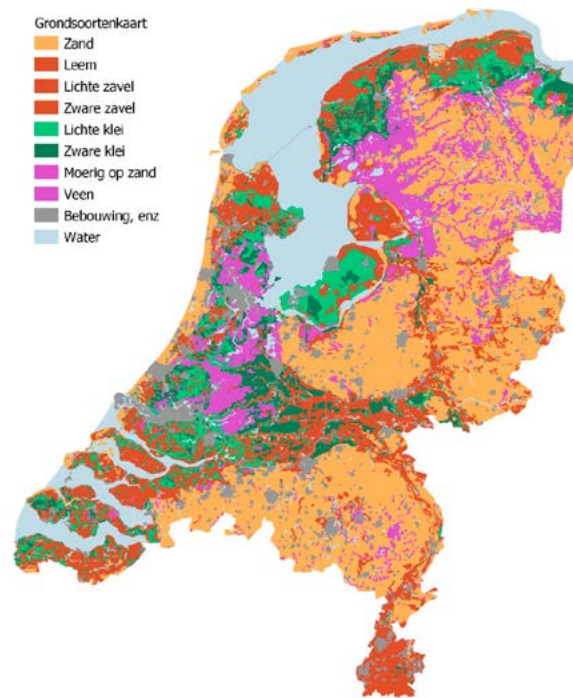 Grondsoortenkaart
Zand
Leem
Lichte zavel
Zware zavel
Lichte klei
Zware klei
Moerig op zand
Veen
Bebouwing, enz
Water